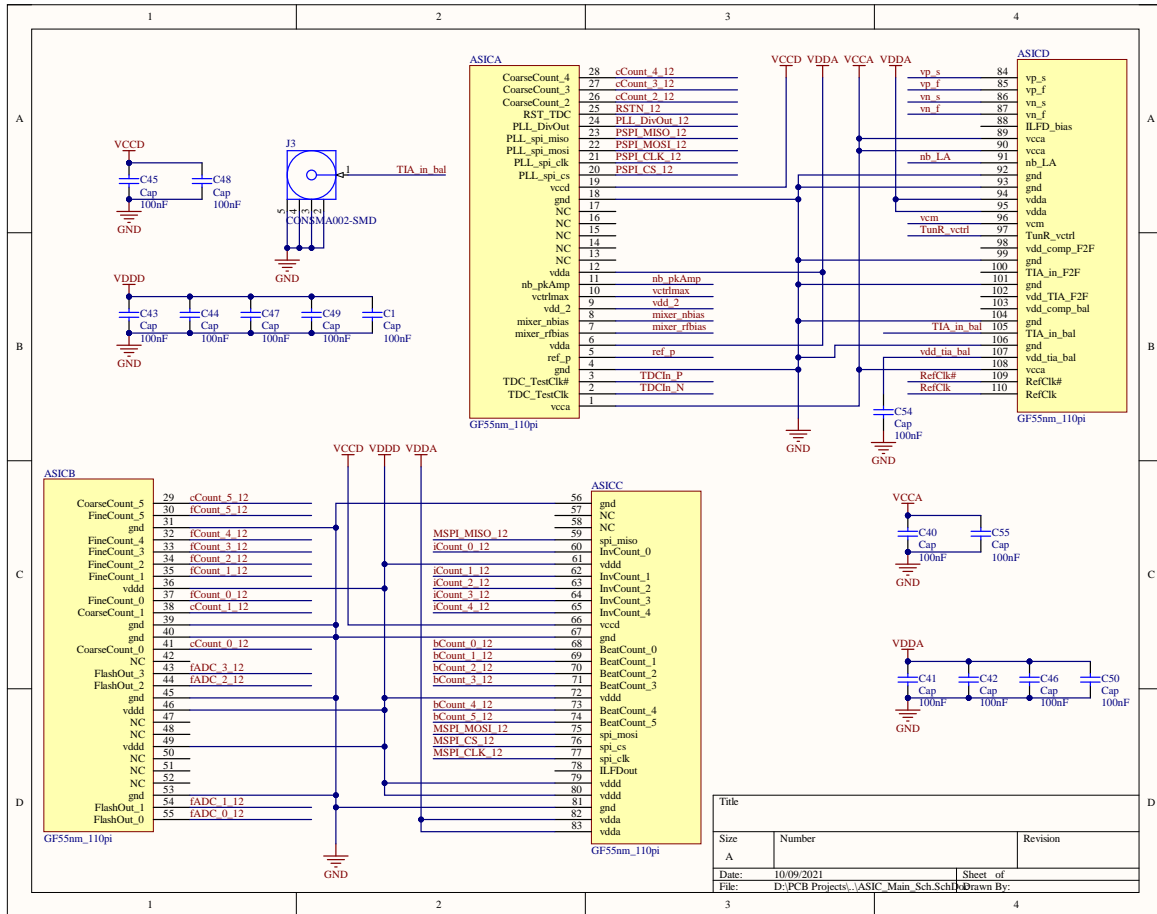 1 2 3 4
A A
B B
C C
D D
1 2 3 4
VCCD
C45
Cap
100nF
C48
Cap
100nF
GND
J3
1
TIA_in_bal
5 4 3 2
CONSMA002-SMD
GND
VDDD
C43
Cap
100nF
C44
Cap
100nF
C47
Cap
100nF
C49
Cap
100nF
C1
Cap
100nF
GND
ASICA
CoarseCount_4 28 cCount_4_12
CoarseCount_3 27 cCount_3_12
CoarseCount_2 26 cCount_2_12
RST_TDC 25 RSTN_12
PLL_DivOut 24 PLL_DivOut_12
PLL_spi_miso 23 PSPI_MISO_12
PLL_spi_mosi 22 PSPI_MOSI_12
PLL_spi_clk 21 PSPI_CLK_12
PLL_spi_cs 20 PSPI_CS_12
vccd 19
gnd 18
NC 17
NC 16
NC 15
NC 14
NC 13
vdda 12
nb_pkAmp 11 nb_pkAmp
vctrlmax 10 vctrlmax
vdd_2 9 vdd_2
mixer_nbias 8 mixer_nbias
mixer_rfbias 7 mixer_rfbias
vdda 6
ref_p 5 ref_p
gnd 4
TDC_TestClk# 3 TDCIn_P
TDC_TestClk 2 TDCIn_N
vcca 1
GF55nm_110pi
VCCD VDDA VCCA VDDA
GND
ASICD
vp_s 84 vp_s
vp_f 85 vp_f
vn_s 86 vn_s
vn_f 87 vn_f
88 ILFD_bias
89 vcca
90 vcca
nb_LA 91 nb_LA
92 gnd
93 gnd
94 vdda
95 vdda
vcm 96 vcm
TunR_vctrl 97 TunR_vctrl
98 vdd_comp_F2F
99 gnd
100 TIA_in_F2F
101 gnd
102 vdd_TIA_F2F
103 vdd_comp_bal
104 gnd
TIA_in_bal 105 TIA_in_bal
106 gnd
vdd_tia_bal 107 vdd_tia_bal
108 vcca
RefClk# 109 RefClk#
RefClk 110 RefClk
GF55nm_110pi
C54
Cap
100nF
GND
ASICB
CoarseCount_5 29 cCount_5_12
FineCount_5 30 fCount_5_12
gnd 31
FineCount_4 32 fCount_4_12
FineCount_3 33 fCount_3_12
FineCount_2 34 fCount_2_12
FineCount_1 35 fCount_1_12
vddd 36
FineCount_0 37 fCount_0_12
CoarseCount_1 38 cCount_1_12
gnd 39
gnd 40
CoarseCount_0 41 cCount_0_12
NC 42
FlashOut_3 43 fADC_3_12
FlashOut_2 44 fADC_2_12
gnd 45
vddd 46
NC 47
NC 48
vddd 49
NC 50
NC 51
NC 52
gnd 53
FlashOut_1 54 fADC_1_12
FlashOut_0 55 fADC_0_12
GF55nm_110pi
VCCD VDDD VDDA
GND
ASICC
56 gnd
57 NC
58 NC
MSPI_MISO_12 59 spi_miso
iCount_0_12 60 InvCount_0
61 vddd
iCount_1_12 62 InvCount_1
iCount_2_12 63 InvCount_2
iCount_3_12 64 InvCount_3
iCount_4_12 65 InvCount_4
66 vccd
67 gnd
bCount_0_12 68 BeatCount_0
bCount_1_12 69 BeatCount_1
bCount_2_12 70 BeatCount_2
bCount_3_12 71 BeatCount_3
72 vddd
bCount_4_12 73 BeatCount_4
bCount_5_12 74 BeatCount_5
MSPI_MOSI_12 75 spi_mosi
MSPI_CS_12 76 spi_cs
MSPI_CLK_12 77 spi_clk
78 ILFDout
79 vddd
80 vddd
81 gnd
82 vdda
83 vdda
GF55nm_110pi
VCCA
C40
Cap
100nF
C55
Cap
100nF
GND
VDDA
C41
Cap
100nF
C42
Cap
100nF
C46
Cap
100nF
C50
Cap
100nF
GND
Title
Size Number Revision
A
Date: 10/09/2021 Sheet of
File: D:\PCB Projects\..\ASIC_Main_Sch.SchDoc Drawn By: